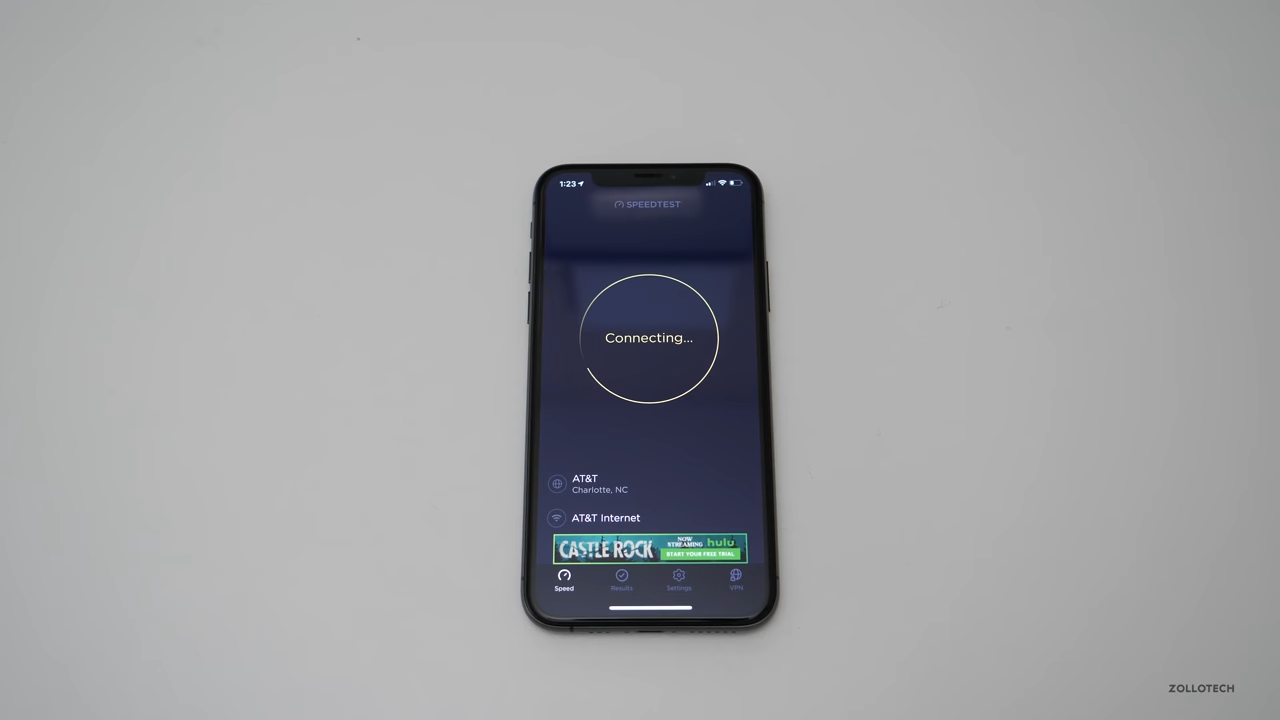 1:23
SPEEDTEST
Connecting...
AT&T
Charlotte, NC
AT&T Internet
CASTLE ROCK
NOW
STREAMING
hulu
START YOUR FREE TRIAL
Speed
Results
Settings
VPN
ZOLLOTECH